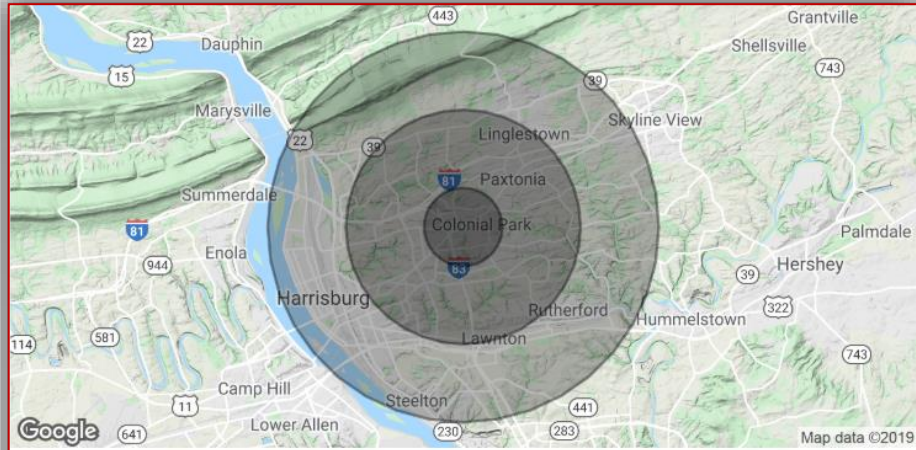 443
Grantville
22
Dauphin
Shellsville
15
743
39
Marysville
Skyline View
Linglestown
22
39
81
Paxtonia
Summerdale
Colonial Park
81
Palmdale
Enola
944
83
Hershey
39
Harrisburg
Rutherford
Hummelstown
322
581
Lawnton
114
743
Camp Hill
Steelton
11
441
Lower Allen
230
283
641
Google
Map data ©2019